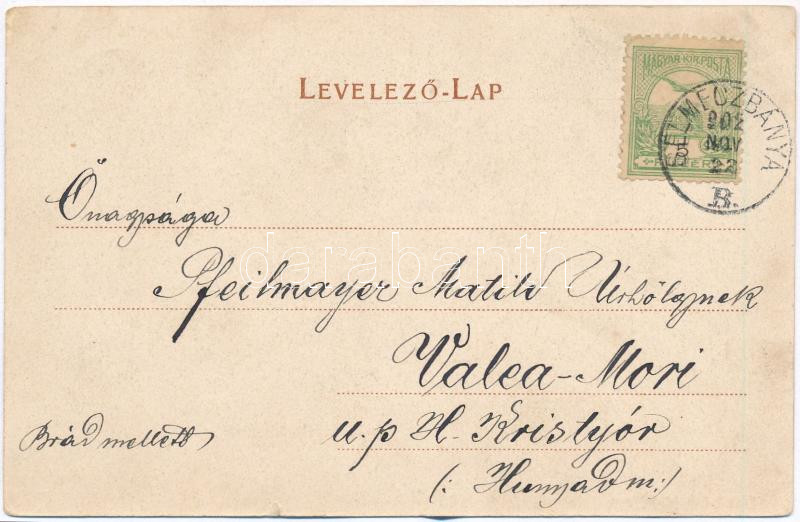 LEVELEZŐ-LAP
MAGYAR·KIR·POSTA
SELMECZBÁNYA
902
NOV
22
B.
Őnagysága
Pfeilmayer Matild Úrhölgynek
Valea-Mori
u.p H. Kristyór
Brád mellett
(: Hunyadm:)
darabanth